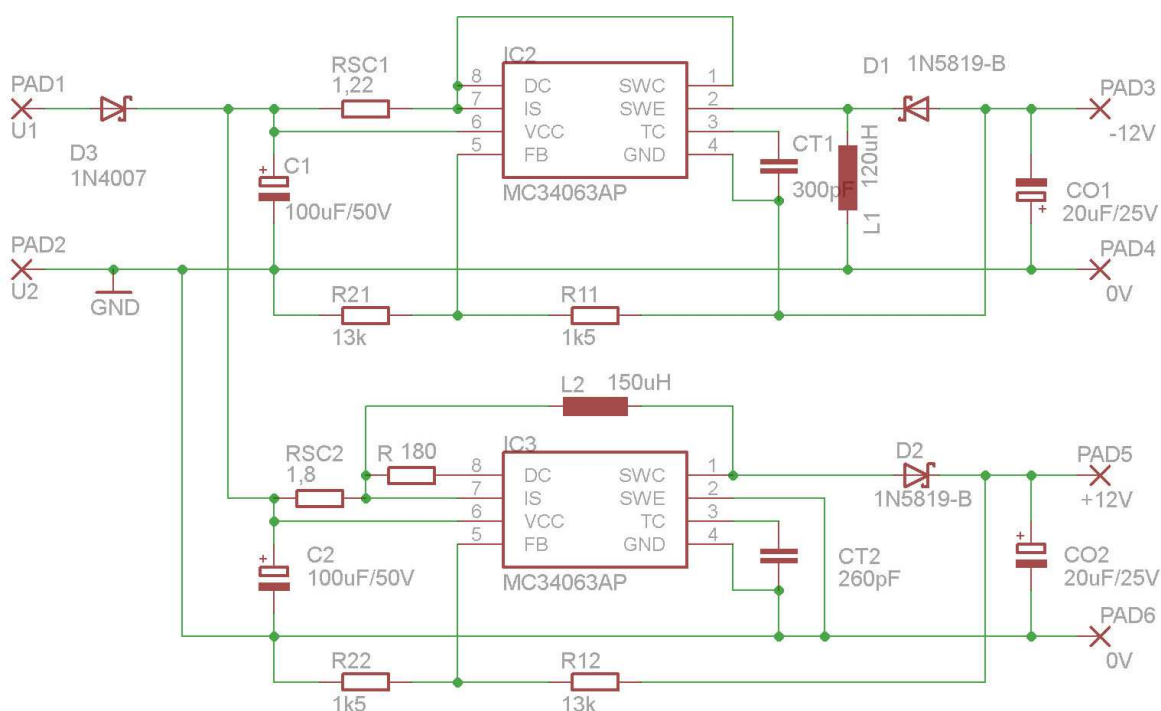 PAD1
U1
D3
1N4007
RSC1
1,22
C1
100uF/50V
IC2
8 DC SWC 1
7 IS SWE 2
6 VCC TC 3
5 FB GND 4
MC34063AP
CT1
300pF
120uH
L1
D1 1N5819-B
PAD3
-12V
CO1
20uF/25V
PAD2
U2
GND
R21
13k
R11
1k5
PAD4
0V
L2 150uH
RSC2
1,8
R 180
IC3
8 DC SWC 1
7 IS SWE 2
6 VCC TC 3
5 FB GND 4
MC34063AP
C2
100uF/50V
D2
1N5819-B
PAD5
+12V
CT2
260pF
CO2
20uF/25V
PAD6
0V
R22
1k5
R12
13k